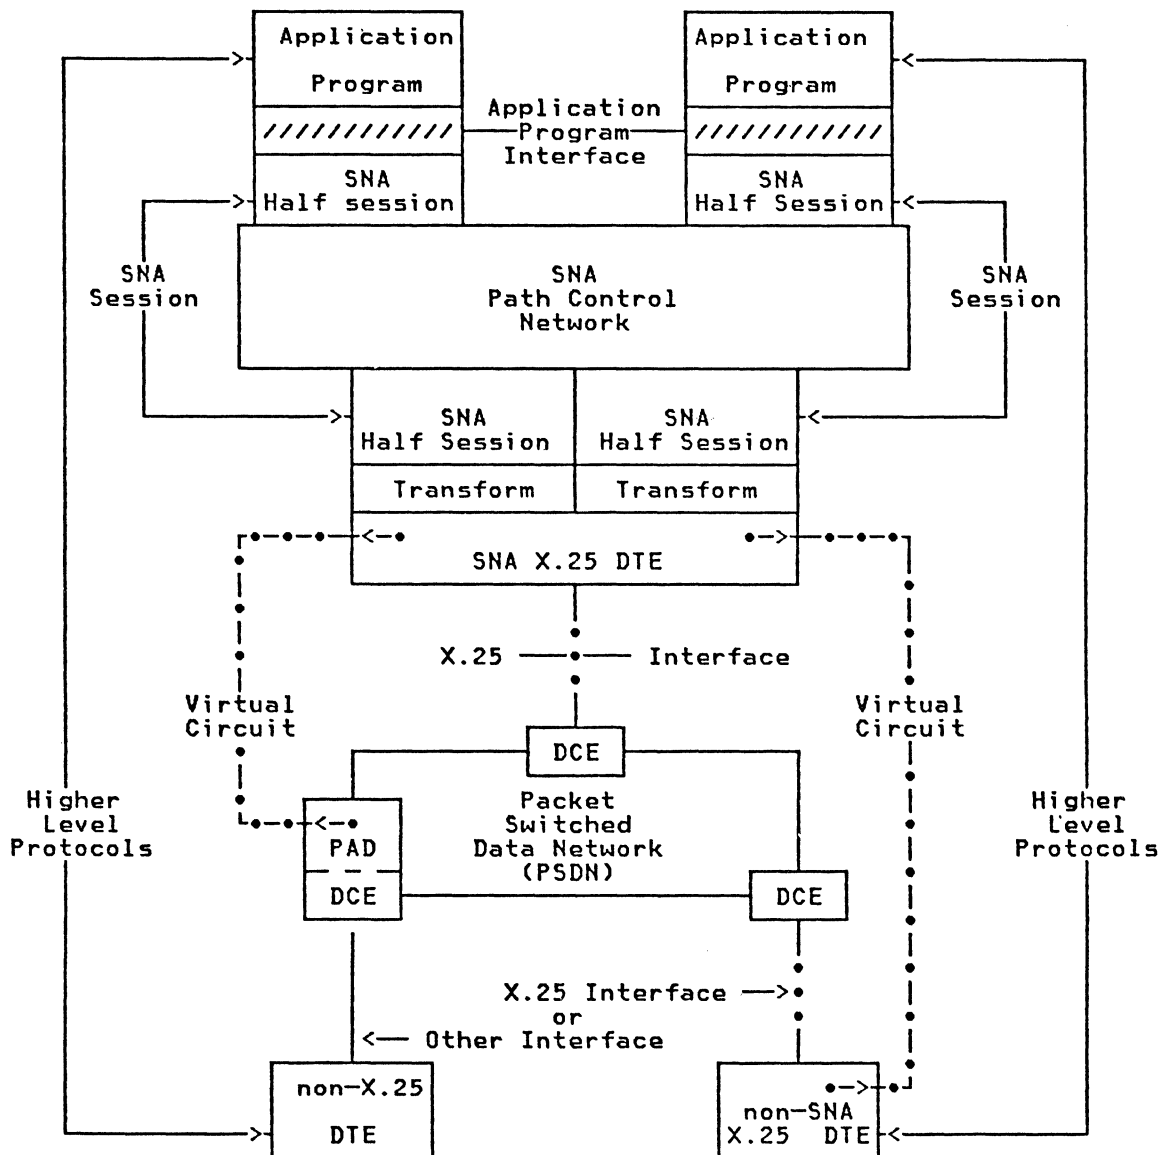 Application
Program
Application
Program
Application
Program
Interface
////////////
////////////
SNA
Half session
SNA
Half Session
SNA
Session
SNA
Path Control
Network
SNA
Session
SNA
Half Session
SNA
Half Session
Transform
Transform
SNA X.25 DTE
X.25
Interface
Virtual
Circuit
Virtual
Circuit
DCE
Higher
Level
Protocols
Packet
Switched
Data Network
(PSDN)
Higher
Level
Protocols
PAD
DCE
DCE
X.25 Interface
or
Other Interface
non-X.25
DTE
non-SNA
X.25 DTE